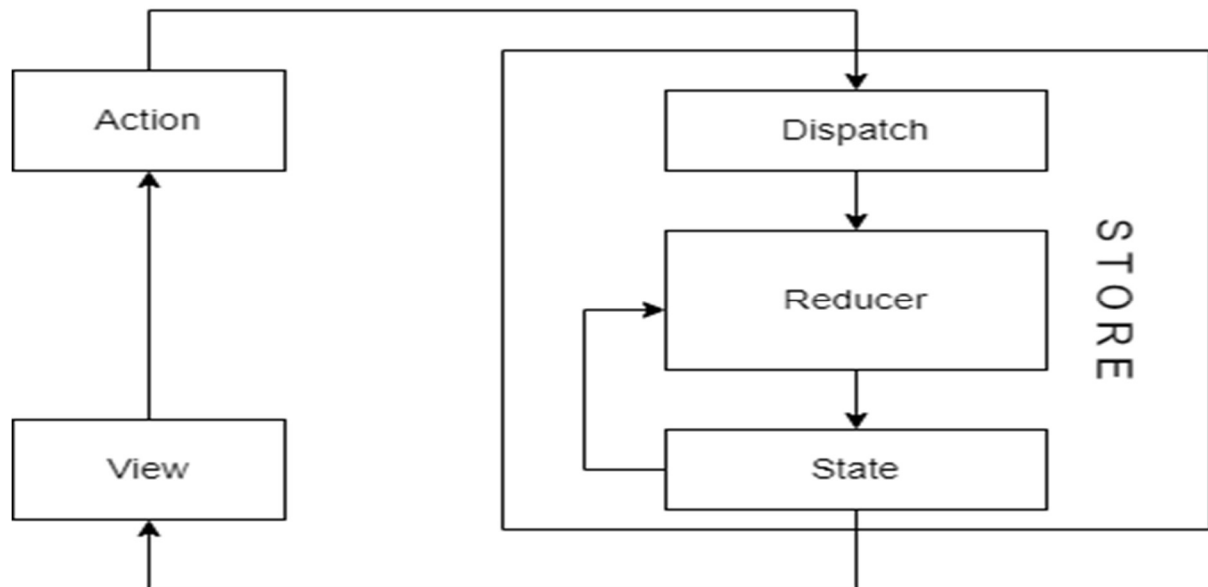 Action
Dispatch
Reducer
STORE
View
State